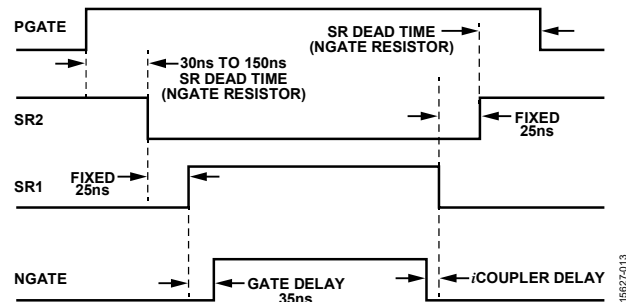 PGATE
SR DEAD TIME
(NGATE RESISTOR)
30ns TO 150ns
SR DEAD TIME
(NGATE RESISTOR)
SR2
FIXED
25ns
FIXED
25ns
SR1
NGATE
GATE DELAY
35ns
iCOUPLER DELAY
15627-013